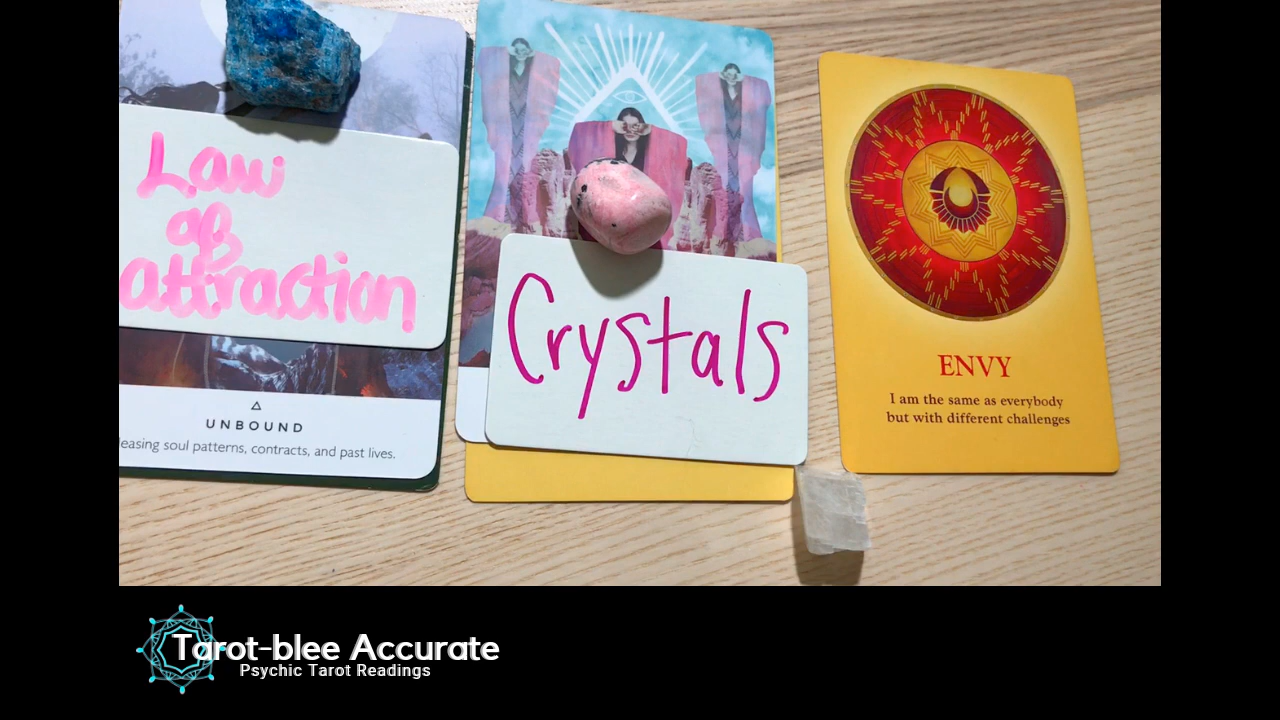 Law
of
attraction
UNBOUND
leasing soul patterns, contracts, and past lives.
Crystals
ENVY
I am the same as everybody
but with different challenges
Tarot-blee Accurate
Psychic Tarot Readings